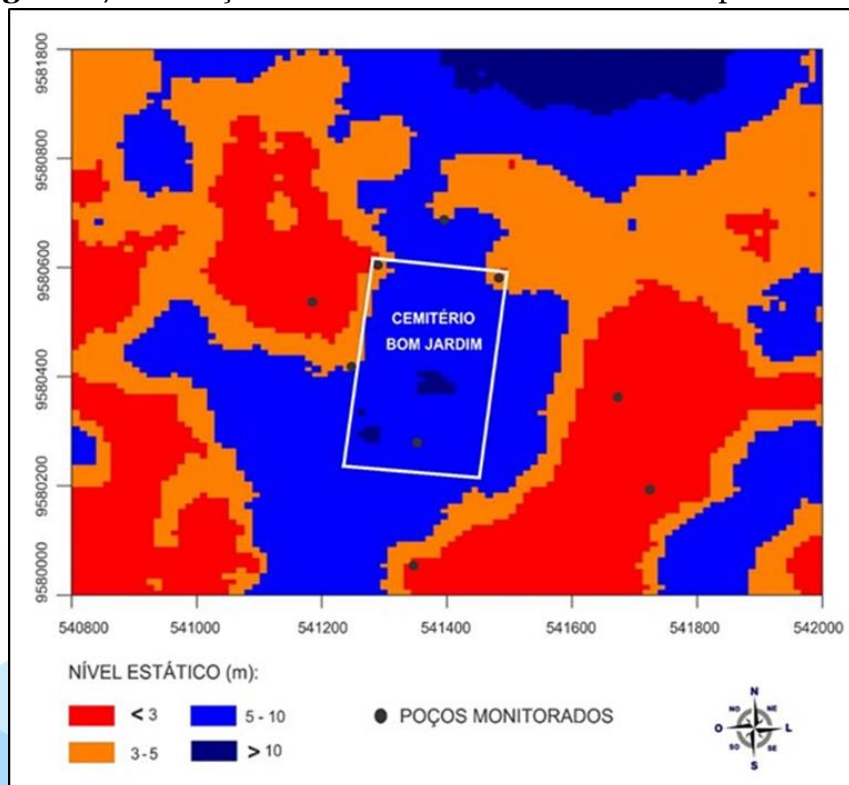 9581800
9580800
9580600
9580400
9580200
9580000
CEMITÉRIO
BOM JARDIM
540800 541000 541200 541400 541600 541800 542000
NÍVEL ESTÁTICO (m):
< 3 5 - 10
3-5 > 10
POÇOS MONITORADOS
N
NO NE
O L
SO SE
S